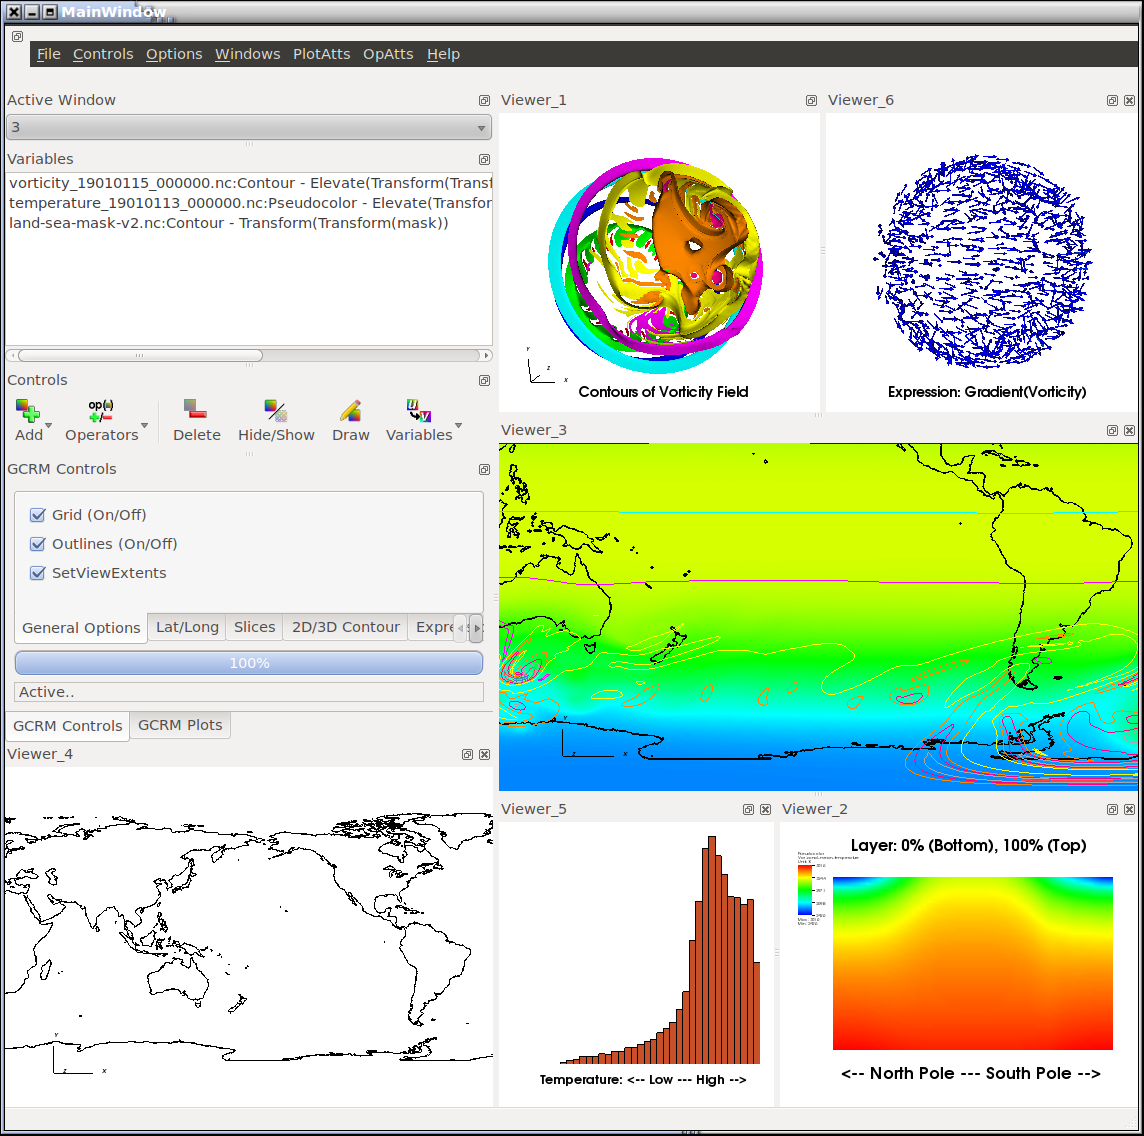 MainWindow
File Controls Options Windows PlotAtts OpAtts Help
Active Window
3
Variables
vorticity_19010115_000000.nc:Contour - Elevate(Transform(Transf
temperature_19010113_000000.nc:Pseudocolor - Elevate(Transfor
land-sea-mask-v2.nc:Contour - Transform(Transform(mask))
Controls
Add Operators Delete Hide/Show Draw Variables
GCRM Controls
Grid (On/Off)
Outlines (On/Off)
SetViewExtents
General Options Lat/Long Slices 2D/3D Contour Expre
100%
Active..
GCRM Controls GCRM Plots
Viewer_4
Y
Z X
Viewer_1
Y
Z
X
Contours of Vorticity Field
Viewer_6
Expression: Gradient(Vorticity)
Viewer_3
Y
Z X
Viewer_5
Temperature: <-- Low --- High -->
Viewer_2
Layer: 0% (Bottom), 100% (Top)
Pseudocolor
<-- North Pole --- South Pole -->